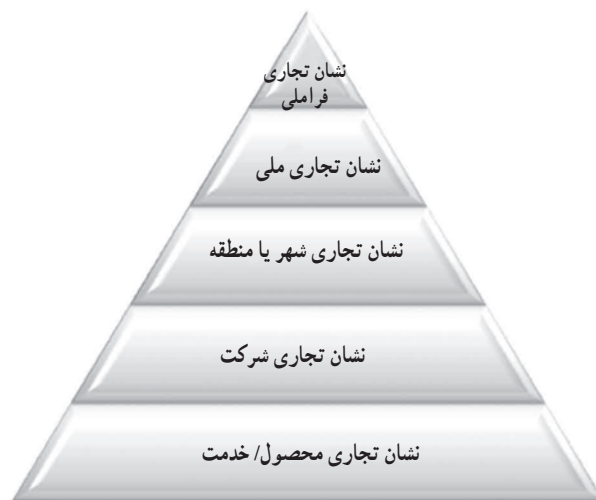 نشان تجاری
فراملی
نشان تجاری ملی
نشان تجاری شهر یا منطقه
نشان تجاری شرکت
نشان تجاری محصول/ خدمت